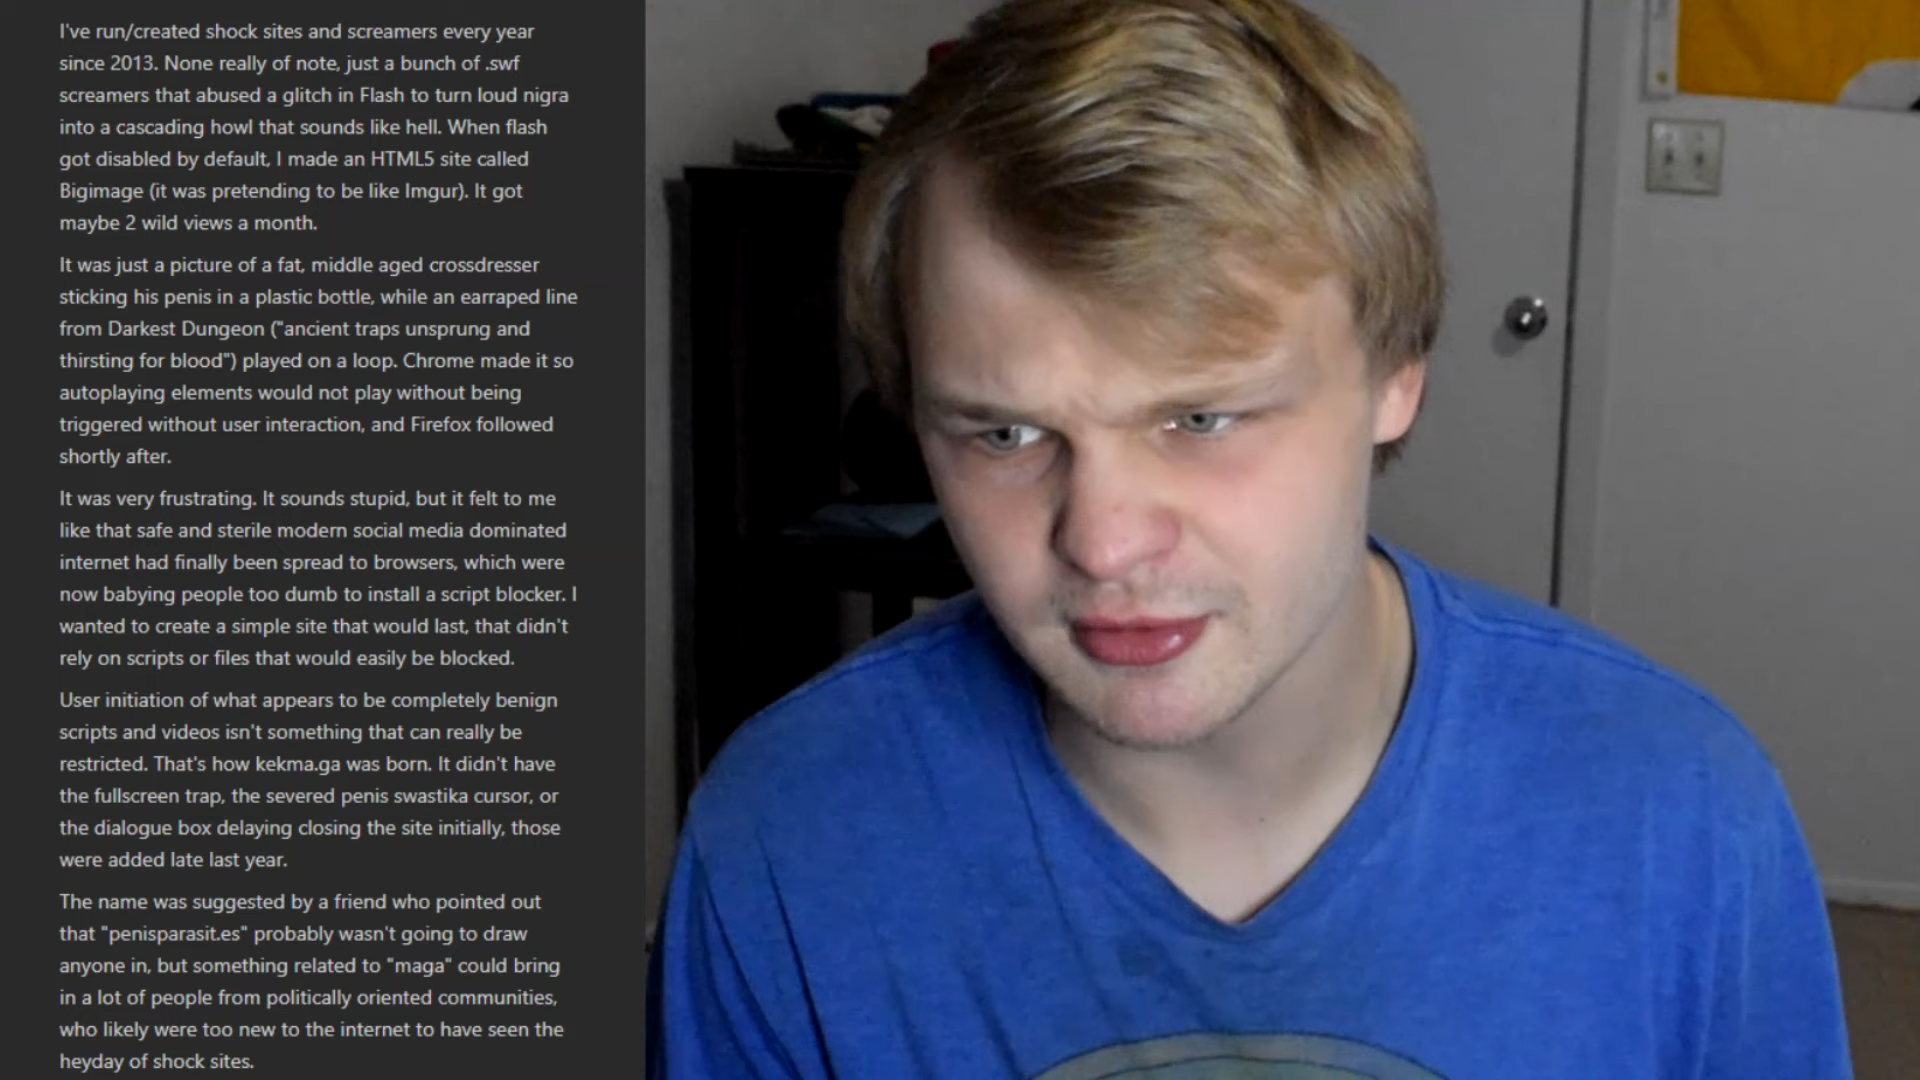 I've run/created shock sites and screamers every year
since 2013. None really of note, just a bunch of .swf
screamers that abused a glitch in Flash to turn loud nigra
into a cascading howl that sounds like hell. When flash
got disabled by default, I made an HTML5 site called
Bigimage (it was pretending to be like Imgur). It got
maybe 2 wild views a month.
It was just a picture of a fat, middle aged crossdresser
sticking his penis in a plastic bottle, while an earraped line
from Darkest Dungeon ("ancient traps unsprung and
thirsting for blood") played on a loop. Chrome made it so
autoplaying elements would not play without being
triggered without user interaction, and Firefox followed
shortly after.
It was very frustrating. It sounds stupid, but it felt to me
like that safe and sterile modern social media dominated
internet had finally been spread to browsers, which were
now babying people too dumb to install a script blocker. I
wanted to create a simple site that would last, that didn't
rely on scripts or files that would easily be blocked.
User initiation of what appears to be completely benign
scripts and videos isn't something that can really be
restricted. That's how kekma.ga was born. It didn't have
the fullscreen trap, the severed penis swastika cursor, or
the dialogue box delaying closing the site initially, those
were added late last year.
The name was suggested by a friend who pointed out
that "penisparasit.es" probably wasn't going to draw
anyone in, but something related to "maga" could bring
in a lot of people from politically oriented communities,
who likely were too new to the internet to have seen the
heyday of shock sites.